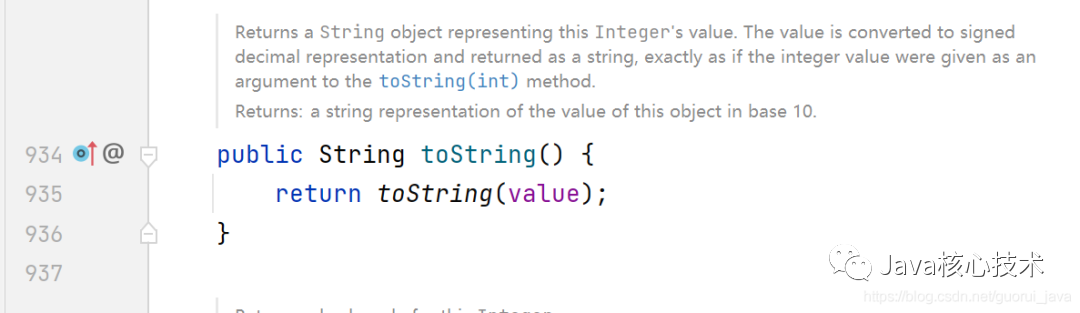 Returns a String object representing this Integer's value. The value is converted to signed
decimal representation and returned as a string, exactly as if the integer value were given as an
argument to the toString(int) method.
Returns: a string representation of the value of this object in base 10.
934 @ public String toString() {
935 return toString(value);
936 }
937
Java核心技术
https://blog.csdn.net/guorui_java